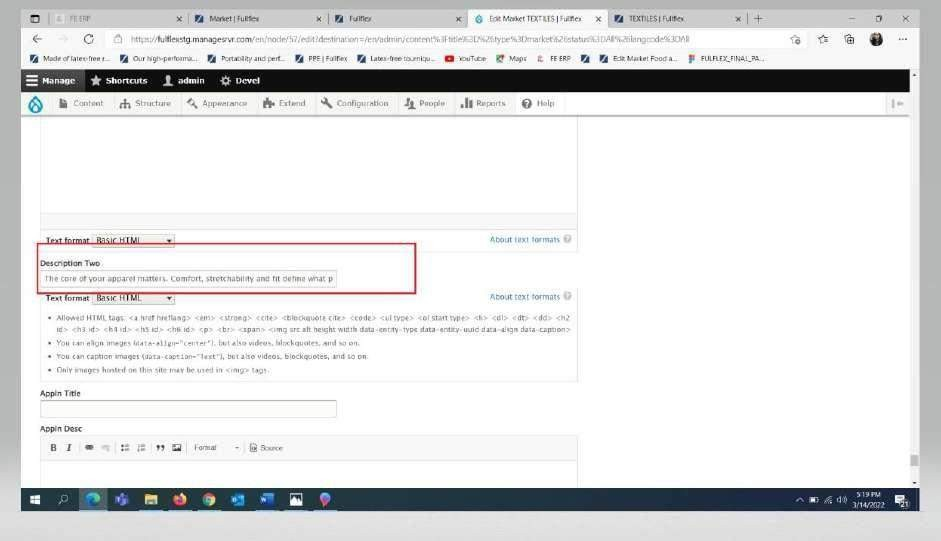 FE ERP
Market | Fullflex
Fullflex
Edit Market TEXTILES | Fullflex
TEXTILES | Fullflex
https://fullflexstg.managesrvr.com/en/node/57/edit?destination=/en/admin/content%3Ftitle%3D%26type%3Dmarket%26status%3DAll%26langcode%3DAll
Made of latex-free r...
Our high-performa...
Portability and perf...
PPE | Fullflex
Latex-free tourniqu...
YouTube
Maps
FE ERP
Edit Market Food a...
FULFLEX_FINAL_PA...
Manage Shortcuts admin Devel
Content Structure Appearance Extend Configuration People Reports Help
Text format Basic HTML About text formats
Description Two
The core of your apparel matters. Comfort, stretchability and fit define what p
Text format Basic HTML About text formats
Allowed HTML tags: <a href hreflang> <em> <strong> <cite> <blockquote cite> <code> <ul type> <ol start type> <li> <dl> <dt> <dd> <h2
id> <h3 id> <h4 id> <h5 id> <h6 id> <p> <br> <span> <img src alt height width data-entity-type data-entity-uuid data-align data-caption>
You can align images (data-align="center"), but also videos, blockquotes, and so on.
You can caption images (data-caption="Text"), but also videos, blockquotes, and so on.
Only images hosted on this site may be used in <img> tags.
AppIn Title
AppIn Desc
B I Format Source
5:19 PM
3/14/2022
21